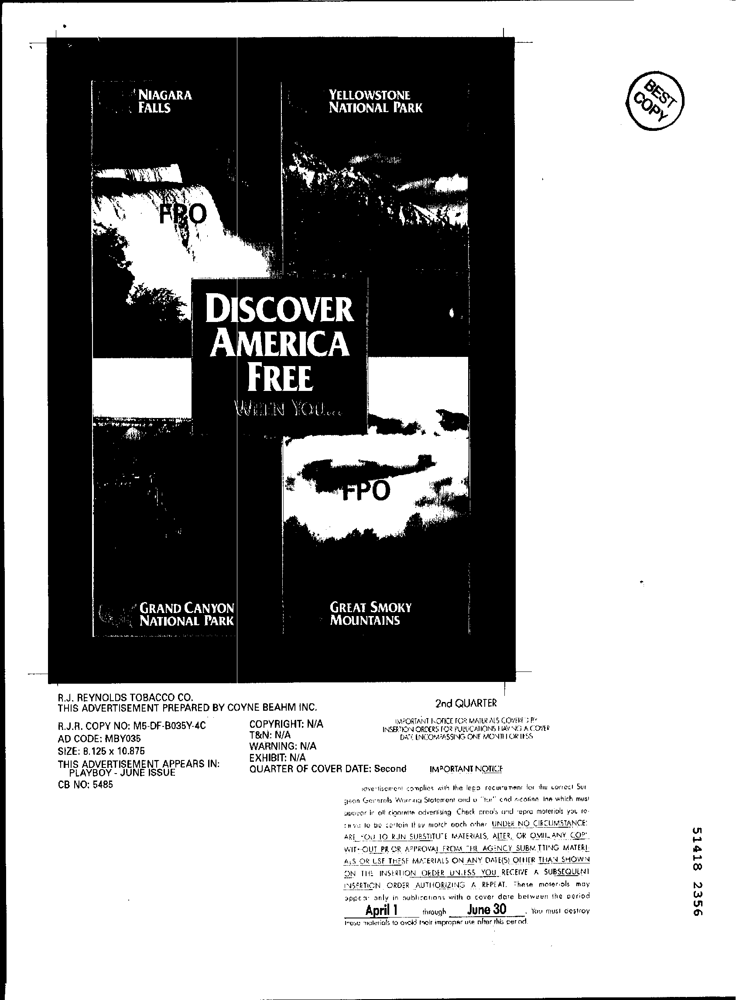 BEST
COPY
NIAGARA
FALLS
YELLOWSTONE
NATIONAL PARK
FPO
DISCOVER
AMERICA
FREE
WHEN YOU...
FPO
GRAND CANYON
NATIONAL PARK
GREAT SMOKY
MOUNTAINS
R.J. REYNOLDS TOBACCO CO.
THIS ADVERTISEMENT PREPARED BY COYNE BEAHM INC.
R.J.R. COPY NO: M5-DF-B035Y-4C
AD CODE: MBY035
SIZE: 8.125 x 10.875
THIS ADVERTISEMENT APPEARS IN:
PLAYBOY - JUNE ISSUE
CB NO: 5485
COPYRIGHT: N/A
T&N: N/A
WARNING: N/A
EXHIBIT: N/A
QUARTER OF COVER DATE: Second
2nd QUARTER
IMPORTANT NOTICE FOR MATERIALS COVERED BY
INSERTION ORDERS FOR PUBLICATIONS HAVING A COVER
DATE ENCOMPASSING ONE MONTH OR LESS
IMPORTANT NOTICE
advertisement complies with the legal requirement for the correct Sur-
geon General's Warning Statement and a "tar" and nicotine line which must
appear in all cigarette advertising. Check proofs and repro materials you re-
ceive to be certain they match each other. UNDER NO CIRCUMSTANCE
ARE YOU TO RUN SUBSTITUTE MATERIALS, ALTER, OR OMIT ANY COPY
WITHOUT PRIOR APPROVAL FROM THE AGENCY SUBMITTING MATERI-
ALS OR USE THESE MATERIALS ON ANY DATE(S) OTHER THAN SHOWN
ON THE INSERTION ORDER UNLESS YOU RECEIVE A SUBSEQUENT
INSERTION ORDER AUTHORIZING A REPEAT. These materials may
appear only in publications with a cover date between the period
April 1 through June 30 . You must destroy
these materials to avoid their improper use after this period.
51418 2356